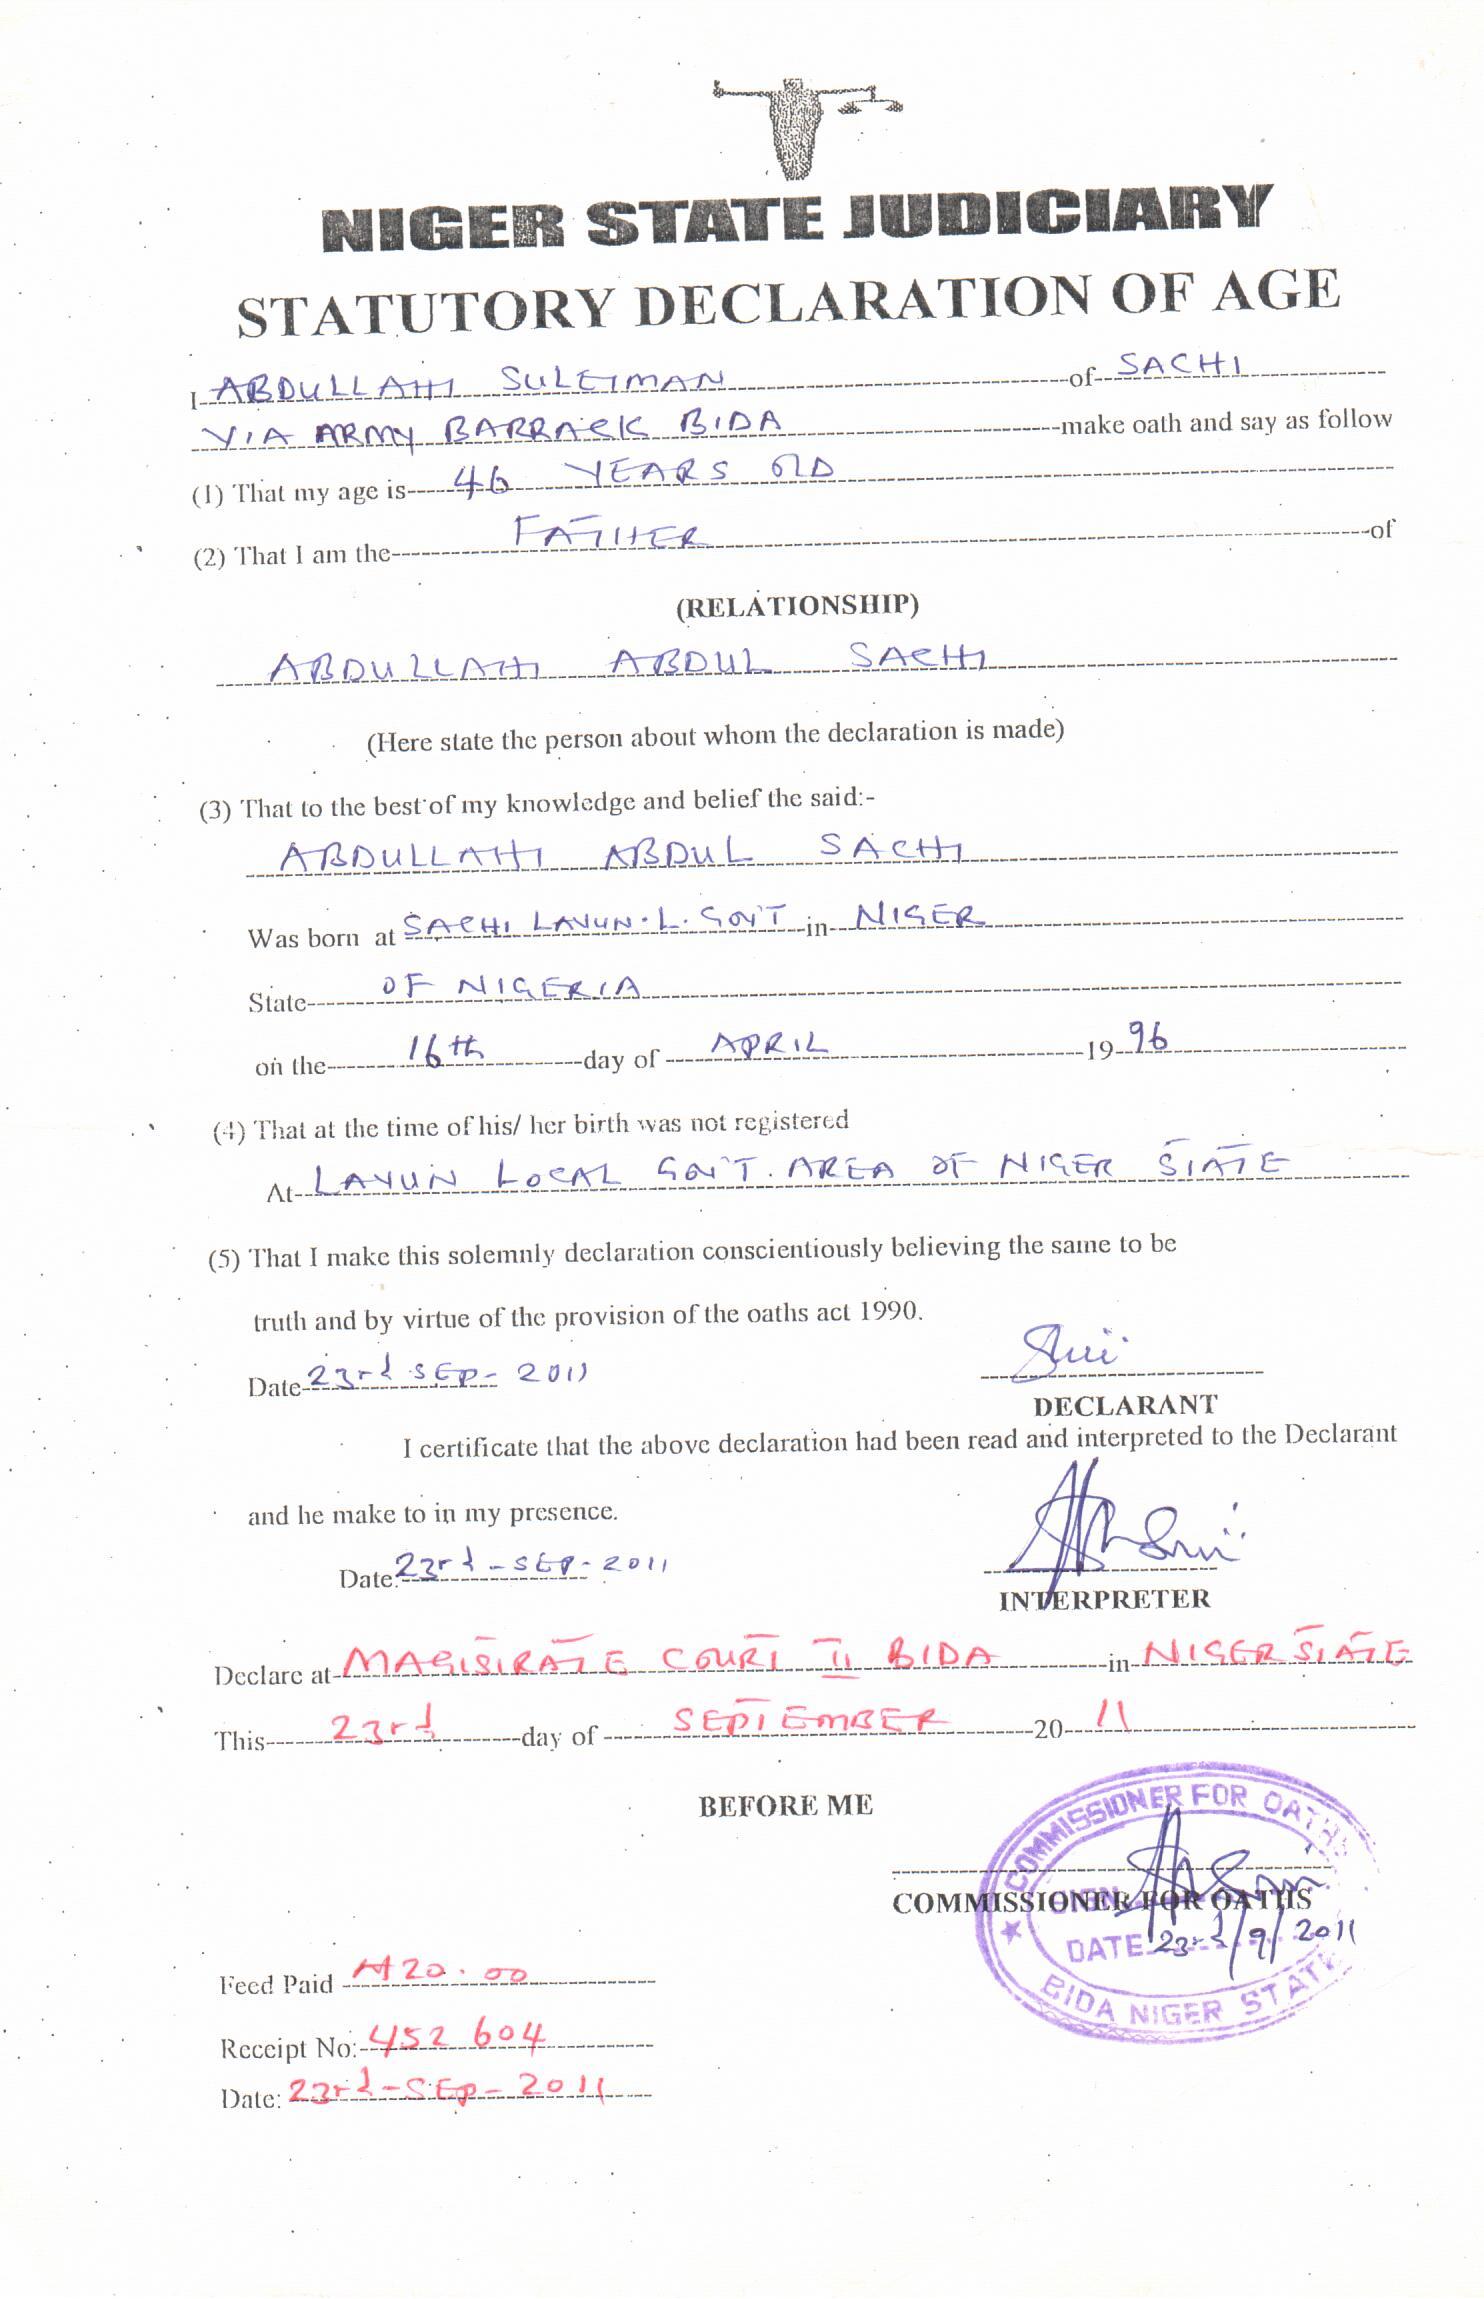 NIGER STATE JUDICIARY
STATUTORY DECLARATION OF AGE
I ABDULLAHI SULEIMAN of SACHI
VIA ARMY BARRACK BIDA make oath and say as follow
(1) That my age is 46 YEARS OLD
(2) That I am the FATHER of
(RELATIONSHIP)
ABDULLAHI ABDUL SACHI
(Here state the person about whom the declaration is made)
(3) That to the best of my knowledge and belief the said:-
ABDULLAHI ABDUL SACHI
Was born at SACHI LAVUN. L. GOV'T in NIGER
State OF NIGERIA
on the 16th day of APRIL 19 96
(4) That at the time of his/ her birth was not registered
At LAVUN LOCAL GOV'T. AREA OF NIGER STATE
(5) That I make this solemnly declaration conscientiously believing the same to be
truth and by virtue of the provision of the oaths act 1990.
Date 23rd SEP- 2011
DECLARANT
I certificate that the above declaration had been read and interpreted to the Declarant
and he make to in my presence.
Date: 23rd-SEP-2011
INTERPRETER
Declare at MAGISTRATE COURT II BIDA in NIGER STATE
This 23rd day of SEPTEMBER 20 11
BEFORE ME
COMMISSIONER FOR OATHS
COMMISSIONER FOR OATHS
SIGN
DATE 23rd/9/2011
BIDA NIGER STATE
Feed Paid ₦20.00
Receipt No: 452604
Date: 23rd-SEP-2011